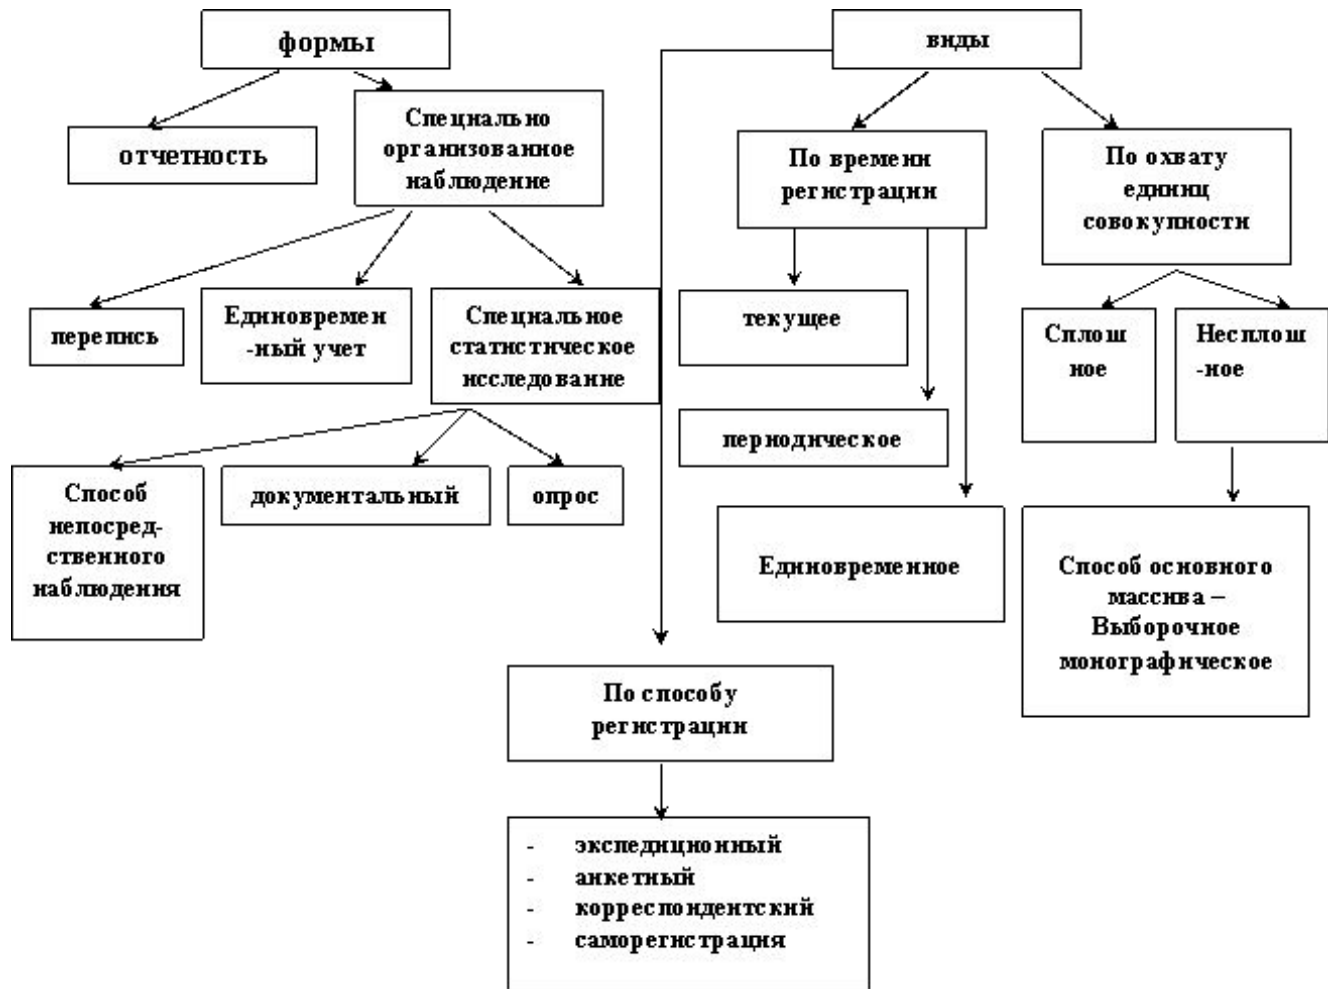 формы
виды
отчетность
Специально
организованное
наблюдение
По времени
регистрации
По охвату
единиц
совокупности
перепись
Единовремен
-ный учет
Специальное
статистическое
исследование
текущее
Сплош
ное
Несплош
-ное
периодическое
Способ
непосред-
ственного
наблюдения
документальный
опрос
Единовременное
Способ основного
массива –
Выборочное
монографическое
По способу
регистрации
- экспедиционный
- анкетный
- корреспондентский
- саморегистрация